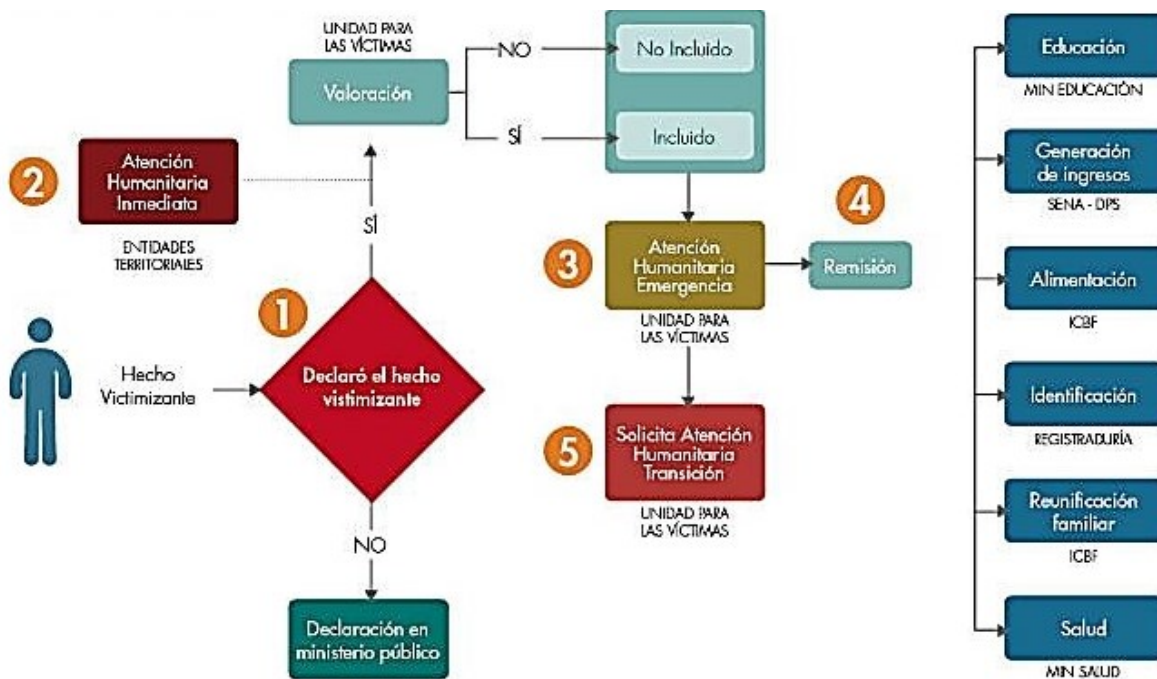 UNIDAD PARA
LAS VÍCTIMAS
Valoración
NO
No Incluido
SÍ
Incluido
2
Atención
Humanitaria
Inmediata
ENTIDADES
TERRITORIALES
SÍ
1
Hecho
Victimizante
Declaró el hecho
vistimizante
NO
Declaración en
ministerio público
3
Atención
Humanitaria
Emergencia
UNIDAD PARA
LAS VÍCTIMAS
4
Remisión
5
Solicita Atención
Humanitaria
Transición
UNIDAD PARA
LAS VÍCTIMAS
Educación
MIN EDUCACIÓN
Generación
de ingresos
SENA - DPS
Alimentación
ICBF
Identificación
REGISTRADURÍA
Reunificación
familiar
ICBF
Salud
MIN SALUD